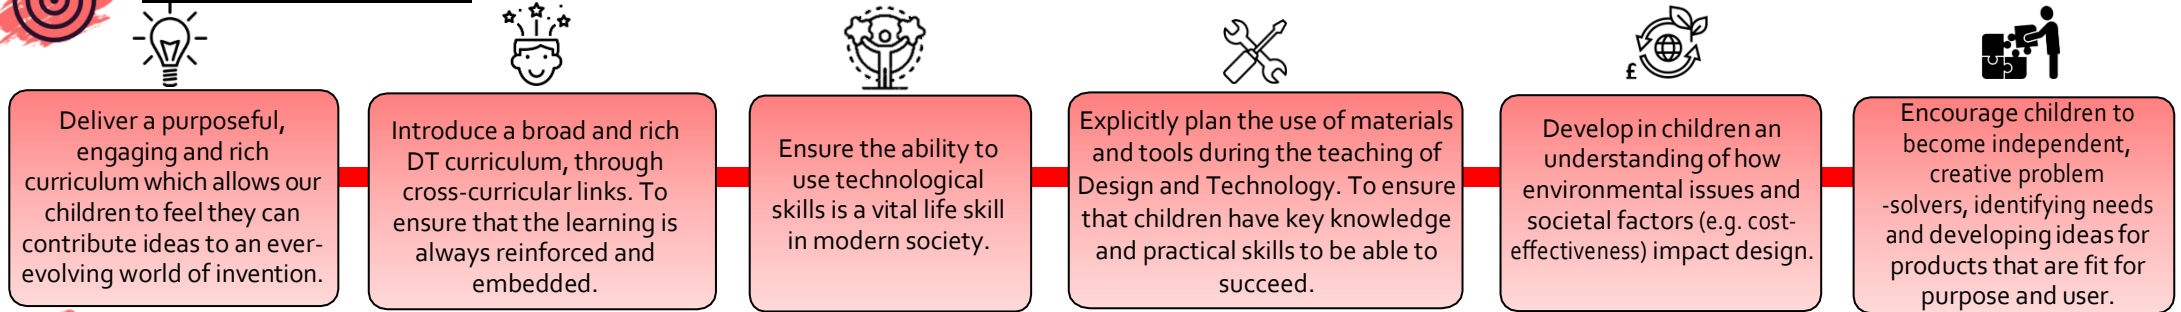 Deliver a purposeful,
engaging and rich
curriculum which allows our
children to feel they can
contribute ideas to an ever-
evolving world of invention.
Introduce a broad and rich
DT curriculum, through
cross-curricular links. To
ensure that the learning is
always reinforced and
embedded.
Ensure the ability to
use technological
skills is a vital life skill
in modern society.
Explicitly plan the use of materials
and tools during the teaching of
Design and Technology. To ensure
that children have key knowledge
and practical skills to be able to
succeed.
£
Develop in children an
understanding of how
environmental issues and
societal factors (e.g. cost-
effectiveness) impact design.
Encourage children to
become independent,
creative problem
-solvers, identifying needs
and developing ideas for
products that are fit for
purpose and user.